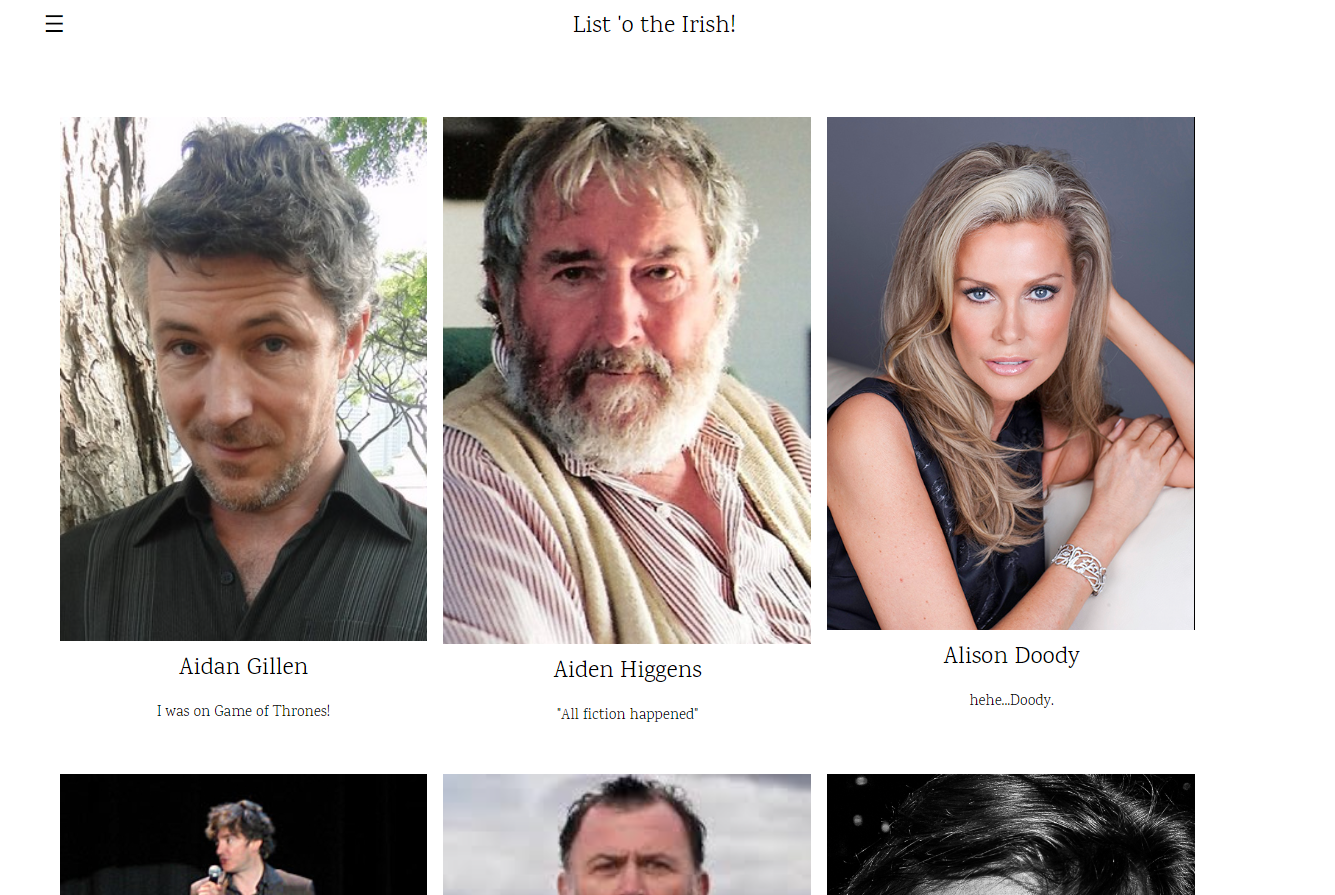 List 'o the Irish!
Aidan Gillen
I was on Game of Thrones!
Aiden Higgens
"All fiction happened"
Alison Doody
hehe...Doody.